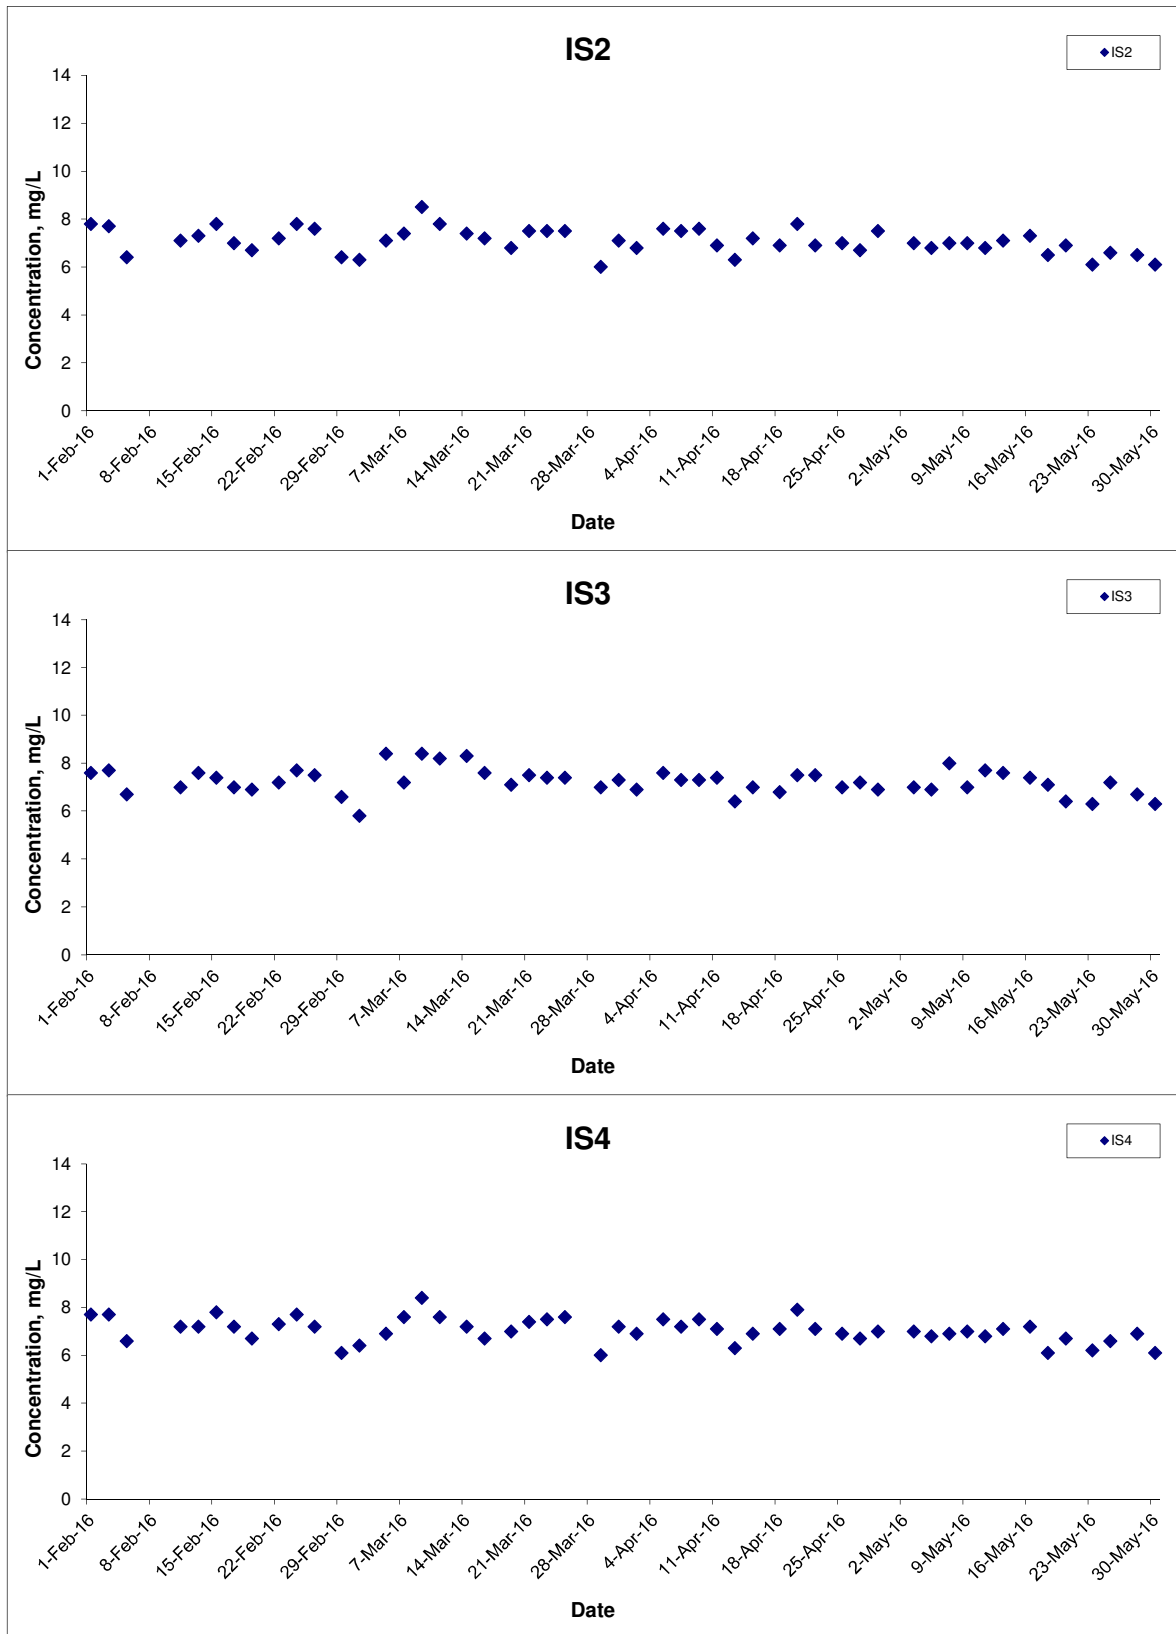 IS2
IS2
14
12
10
8
6
4
2
0
Concentration, mg/L
1-Feb-16
8-Feb-16
15-Feb-16
22-Feb-16
29-Feb-16
7-Mar-16
14-Mar-16
21-Mar-16
28-Mar-16
4-Apr-16
11-Apr-16
18-Apr-16
25-Apr-16
2-May-16
9-May-16
16-May-16
23-May-16
30-May-16
Date
IS3
IS3
14
12
10
8
6
4
2
0
Concentration, mg/L
1-Feb-16
8-Feb-16
15-Feb-16
22-Feb-16
29-Feb-16
7-Mar-16
14-Mar-16
21-Mar-16
28-Mar-16
4-Apr-16
11-Apr-16
18-Apr-16
25-Apr-16
2-May-16
9-May-16
16-May-16
23-May-16
30-May-16
Date
IS4
IS4
14
12
10
8
6
4
2
0
Concentration, mg/L
1-Feb-16
8-Feb-16
15-Feb-16
22-Feb-16
29-Feb-16
7-Mar-16
14-Mar-16
21-Mar-16
28-Mar-16
4-Apr-16
11-Apr-16
18-Apr-16
25-Apr-16
2-May-16
9-May-16
16-May-16
23-May-16
30-May-16
Date